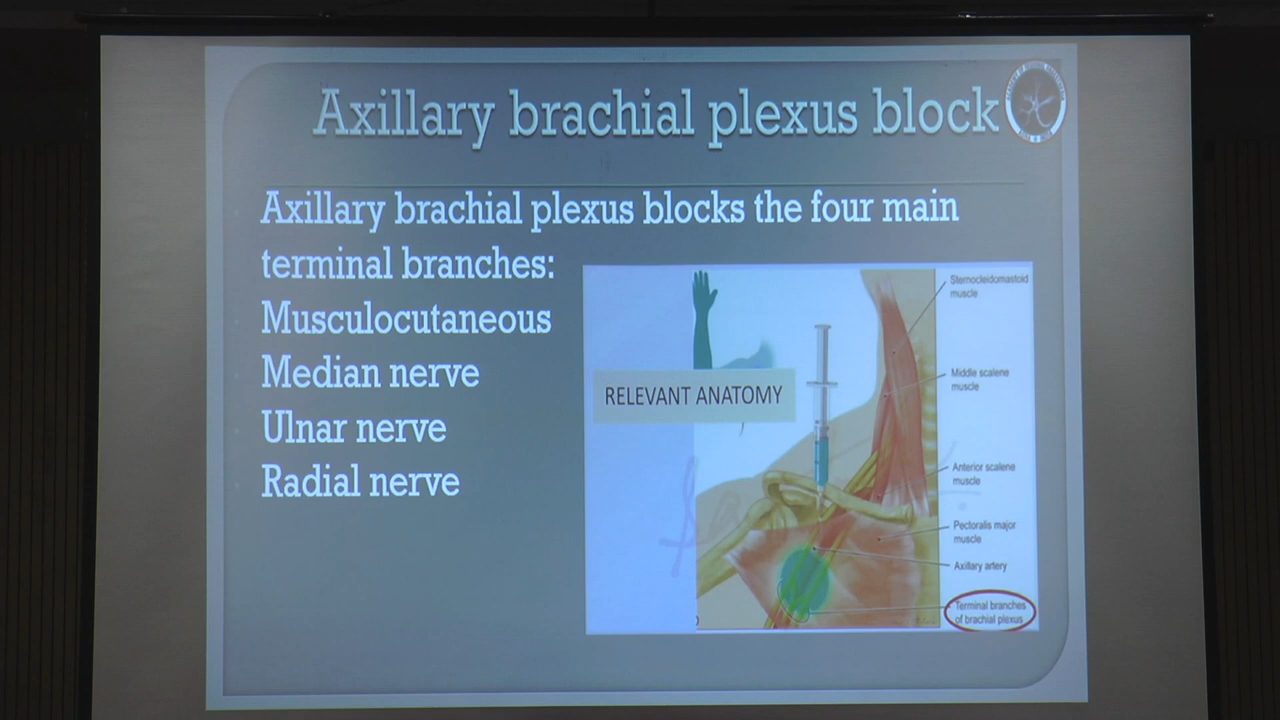 Axillary brachial plexus block
Axillary brachial plexus blocks the four main
terminal branches:
Musculocutaneous
Median nerve
Ulnar nerve
Radial nerve
RELEVANT ANATOMY
Sternocleidomastoid
muscle
Middle scalene
muscle
Anterior scalene
muscle
Pectoralis major
muscle
Axillary artery
Terminal branches
of brachial plexus